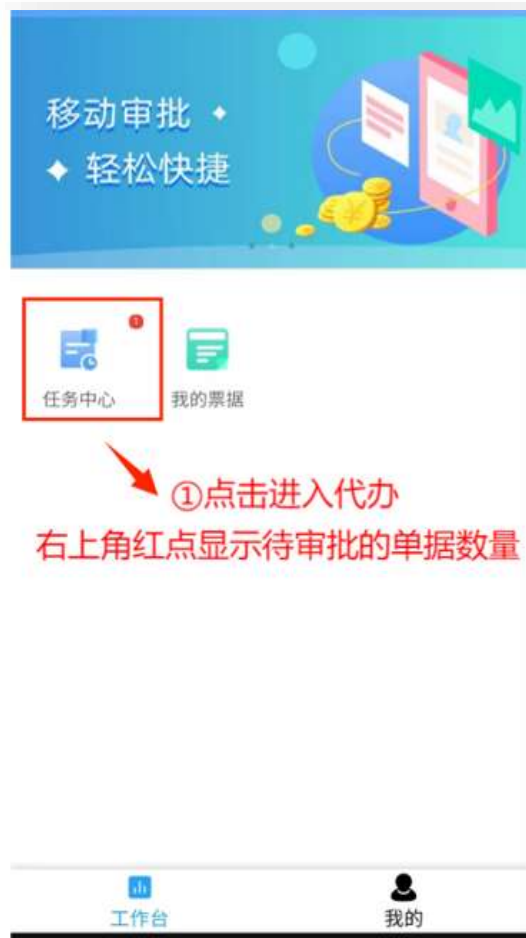 移动审批
轻松快捷
1
任务中心
我的票据
①点击进入代办
右上角红点显示待审批的单据数量
工作台
我的